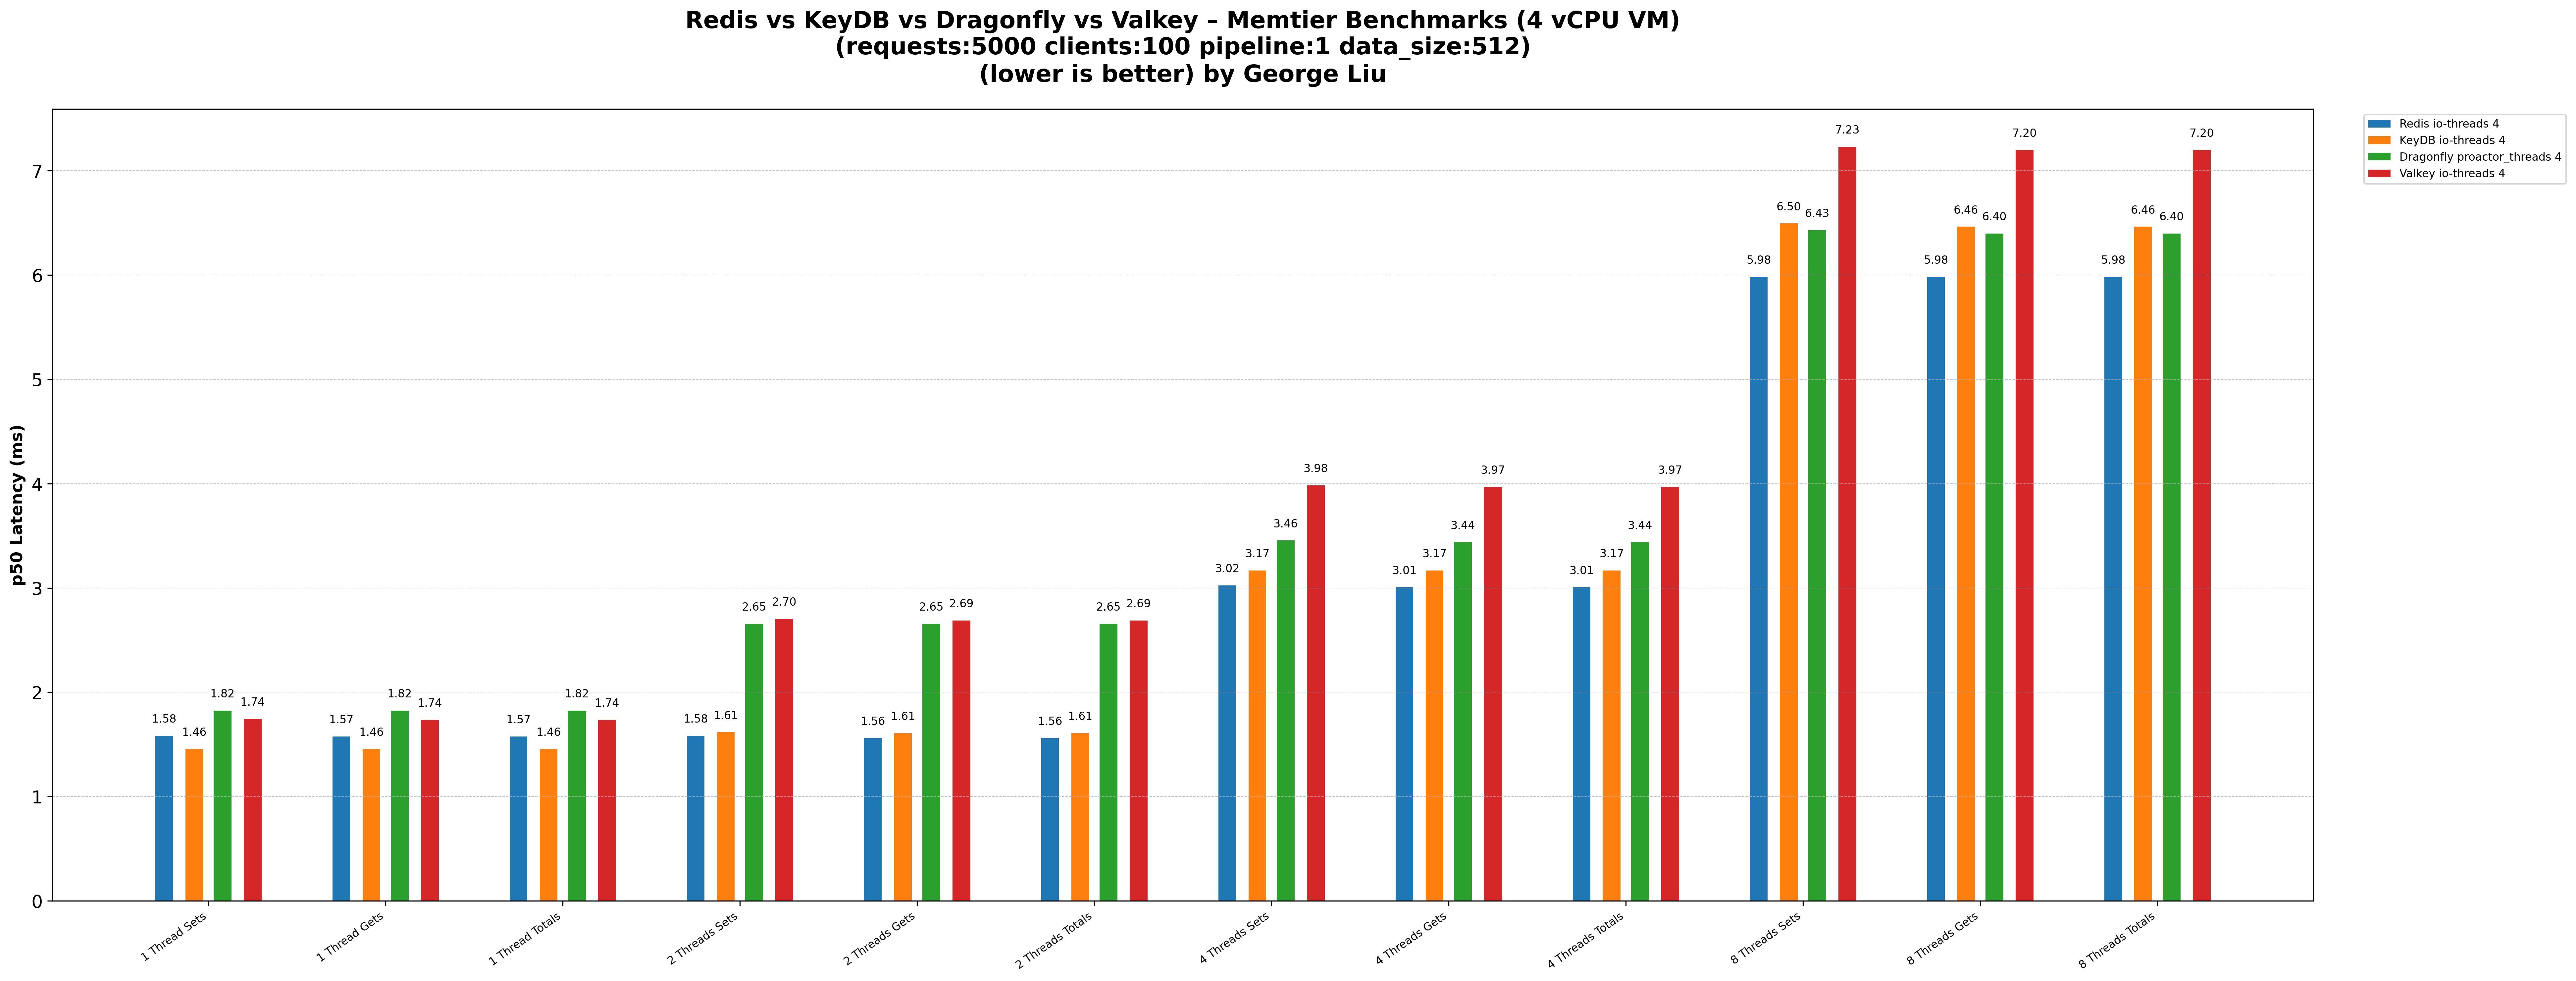 Redis vs KeyDB vs Dragonfly vs Valkey – Memtier Benchmarks (4 vCPU VM)
(requests:5000 clients:100 pipeline:1 data_size:512)
(lower is better) by George Liu
Redis io-threads 4
KeyDB io-threads 4
Dragonfly proactor_threads 4
Valkey io-threads 4
p50 Latency (ms)
7
6
5
4
3
2
1
0
1.58
1.46
1.82
1.74
1.57
1.46
1.82
1.74
1.57
1.46
1.82
1.74
1.58
1.61
2.65
2.70
1.56
1.61
2.65
2.69
1.56
1.61
2.65
2.69
3.02
3.17
3.46
3.98
3.01
3.17
3.44
3.97
3.01
3.17
3.44
3.97
5.98
6.50
6.43
7.23
5.98
6.46
6.40
7.20
5.98
6.46
6.40
7.20
1 Thread Sets
1 Thread Gets
1 Thread Totals
2 Threads Sets
2 Threads Gets
2 Threads Totals
4 Threads Sets
4 Threads Gets
4 Threads Totals
8 Threads Sets
8 Threads Gets
8 Threads Totals